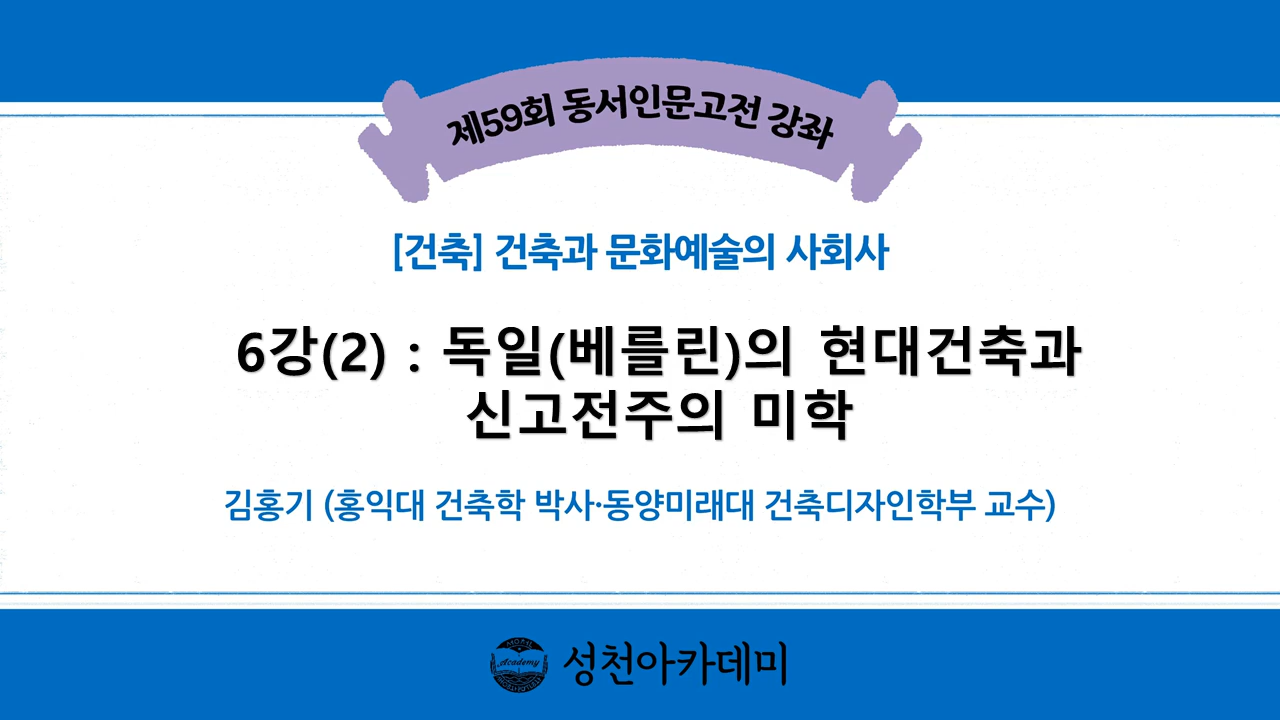 제59회 동서인문고전 강좌
[건축] 건축과 문화예술의 사회사
6강(2) : 독일(베를린)의 현대건축과
신고전주의 미학
김홍기 (홍익대 건축학 박사·동양미래대 건축디자인학부 교수)
Academy
성천아카데미